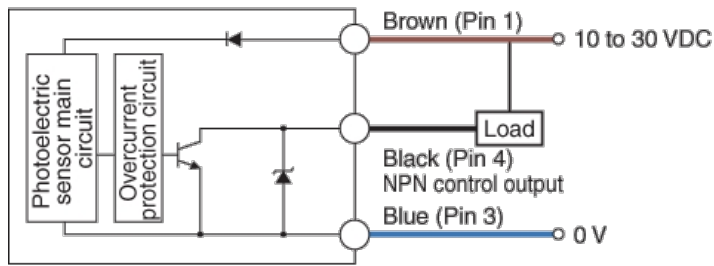 Brown (Pin 1)
10 to 30 VDC
Photoelectric
sensor main
circuit
Overcurrent
protection circuit
Load
Black (Pin 4)
NPN control output
Blue (Pin 3)
0 V